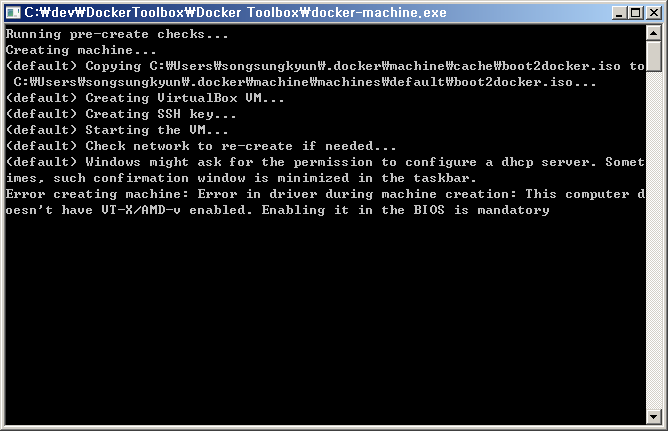 C:₩dev₩DockerToolbox₩Docker Toolbox₩docker-machine.exe
Running pre-create checks...
Creating machine...
(default) Copying C:₩Users₩songsungkyun₩.docker₩machine₩cache₩boot2docker.iso to
 C:₩Users₩songsungkyun₩.docker₩machine₩machines₩default₩boot2docker.iso...
(default) Creating VirtualBox VM...
(default) Creating SSH key...
(default) Starting the VM...
(default) Check network to re-create if needed...
(default) Windows might ask for the permission to configure a dhcp server. Somet
imes, such confirmation window is minimized in the taskbar.
Error creating machine: Error in driver during machine creation: This computer d
oesn't have VT-X/AMD-v enabled. Enabling it in the BIOS is mandatory